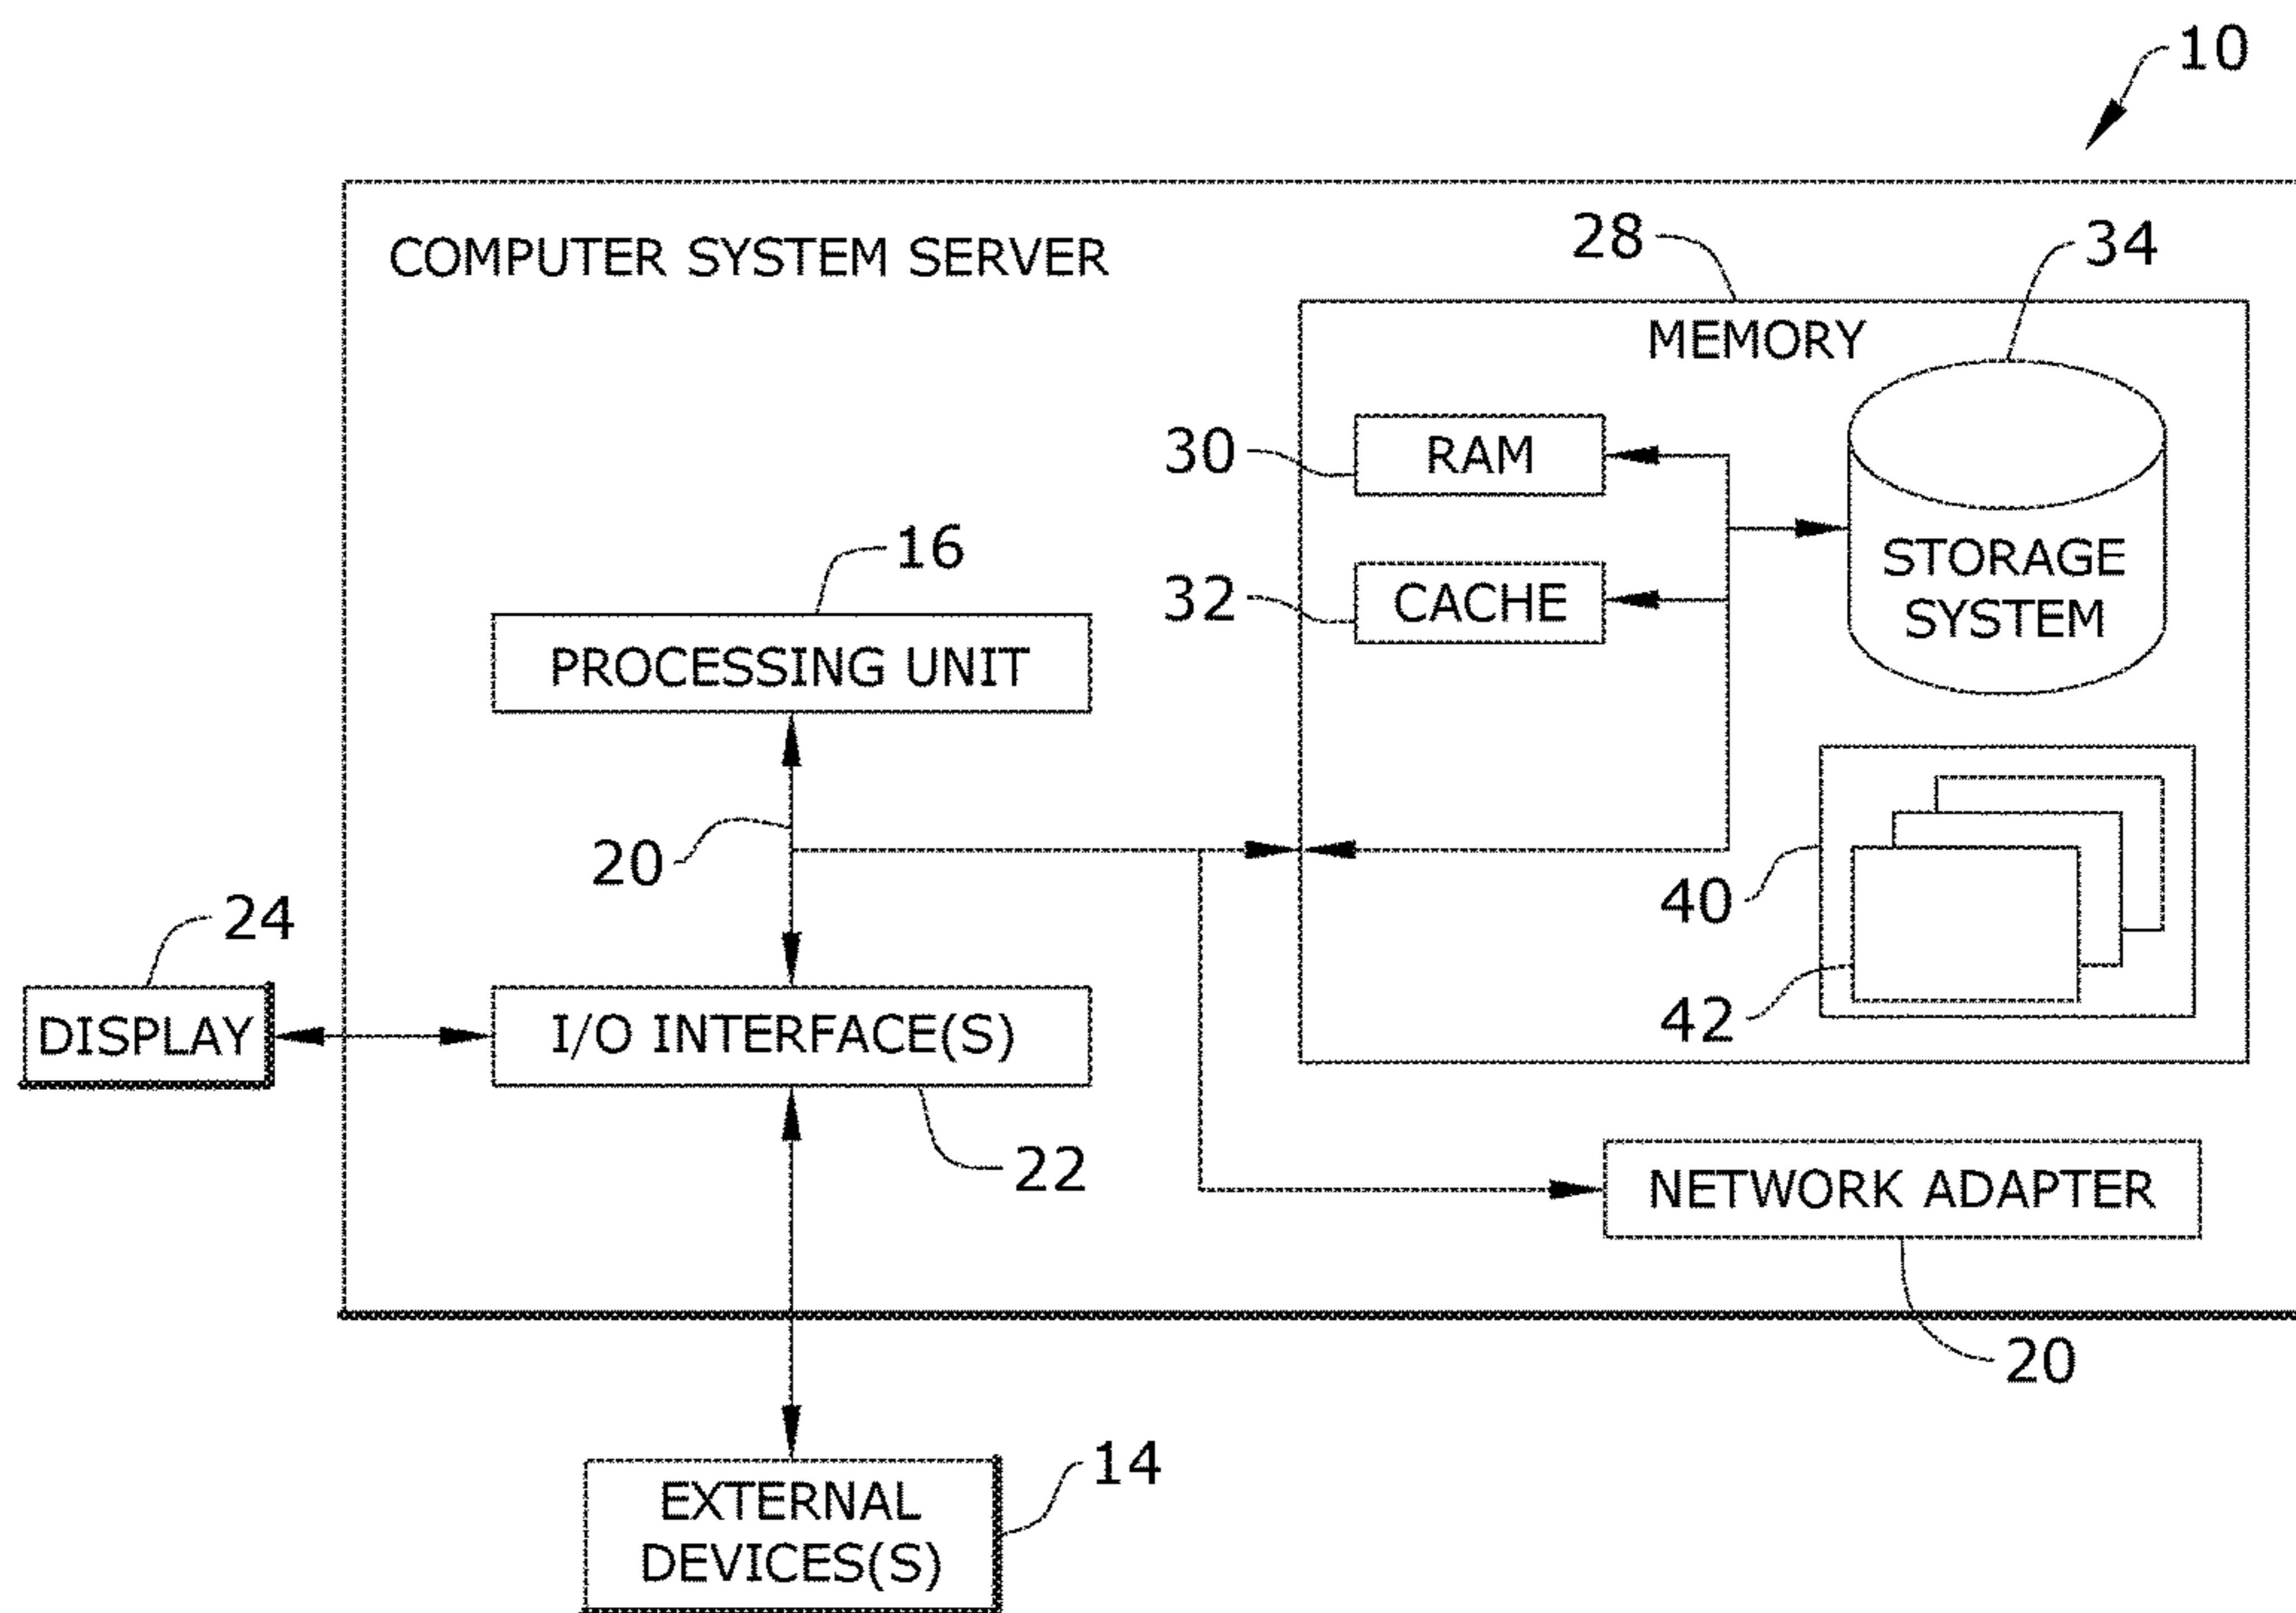 10
COMPUTER SYSTEM SERVER
28
34
MEMORY
30
RAM
16
32
CACHE
STORAGE
SYSTEM
PROCESSING UNIT
20
40
24
42
DISPLAY
I/O INTERFACE(S)
22
NETWORK ADAPTER
20
14
EXTERNAL
DEVICES(S)